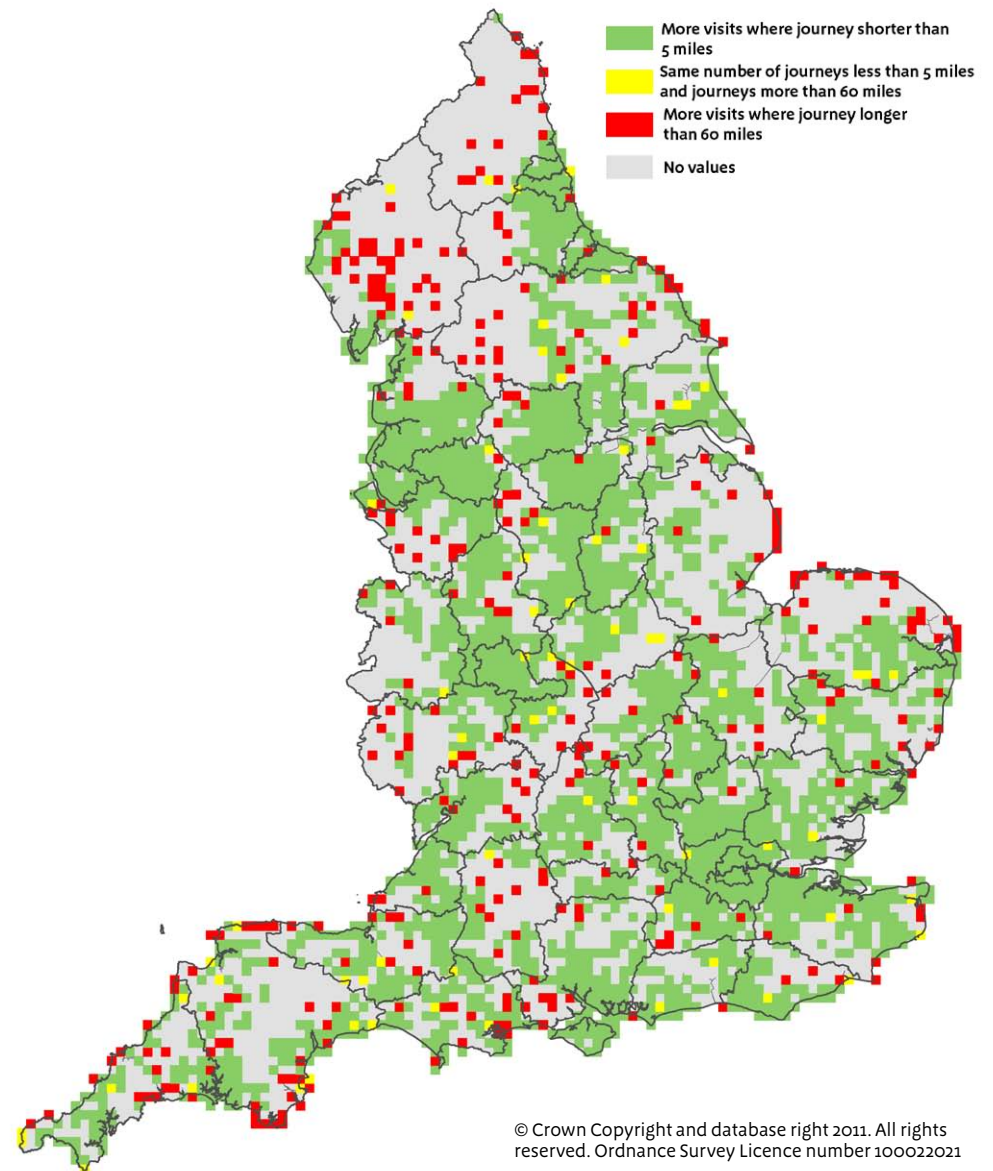 More visits where journey shorter than
5 miles
Same number of journeys less than 5 miles
and journeys more than 60 miles
More visits where journey longer
than 60 miles
No values
© Crown Copyright and database right 2011. All rights
reserved. Ordnance Survey Licence number 100022021